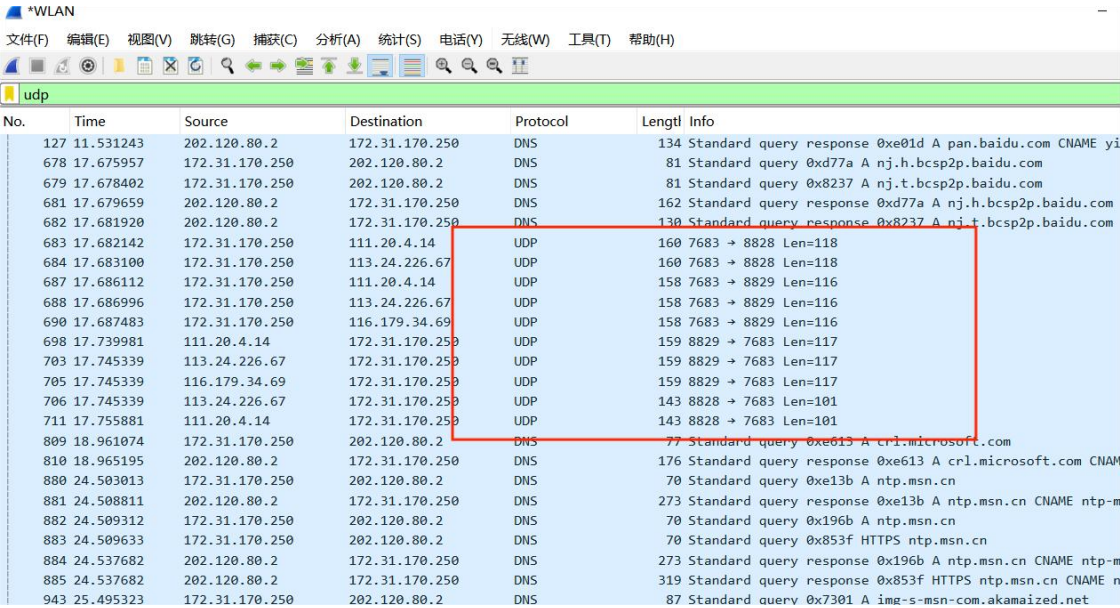 *WLAN
文件(F) 编辑(E) 视图(V) 跳转(G) 捕获(C) 分析(A) 统计(S) 电话(Y) 无线(W) 工具(T) 帮助(H)
udp
No. Time Source Destination Protocol Lengtl Info
127 11.531243 202.120.80.2 172.31.170.250 DNS 134 Standard query response 0xe01d A pan.baidu.com CNAME yi
678 17.675957 172.31.170.250 202.120.80.2 DNS 81 Standard query 0xd77a A nj.h.bcsp2p.baidu.com
679 17.678402 172.31.170.250 202.120.80.2 DNS 81 Standard query 0x8237 A nj.t.bcsp2p.baidu.com
681 17.679659 202.120.80.2 172.31.170.250 DNS 162 Standard query response 0xd77a A nj.h.bcsp2p.baidu.com
682 17.681920 202.120.80.2 172.31.170.250 DNS 130 Standard query response 0x8237 A nj.t.bcsp2p.baidu.com
683 17.682142 172.31.170.250 111.20.4.14 UDP 160 7683 → 8828 Len=118
684 17.683100 172.31.170.250 113.24.226.67 UDP 160 7683 → 8828 Len=118
687 17.686112 172.31.170.250 111.20.4.14 UDP 158 7683 → 8829 Len=116
688 17.686996 172.31.170.250 113.24.226.67 UDP 158 7683 → 8829 Len=116
690 17.687483 172.31.170.250 116.179.34.69 UDP 158 7683 → 8829 Len=116
698 17.739981 111.20.4.14 172.31.170.250 UDP 159 8829 → 7683 Len=117
703 17.745339 113.24.226.67 172.31.170.250 UDP 159 8829 → 7683 Len=117
705 17.745339 116.179.34.69 172.31.170.250 UDP 159 8829 → 7683 Len=117
706 17.745339 113.24.226.67 172.31.170.250 UDP 143 8828 → 7683 Len=101
711 17.755881 111.20.4.14 172.31.170.250 UDP 143 8828 → 7683 Len=101
809 18.961074 172.31.170.250 202.120.80.2 DNS 77 Standard query 0xe613 A crl.microsoft.com
810 18.965195 202.120.80.2 172.31.170.250 DNS 176 Standard query response 0xe613 A crl.microsoft.com CNAM
880 24.503013 172.31.170.250 202.120.80.2 DNS 70 Standard query 0xe13b A ntp.msn.cn
881 24.508811 202.120.80.2 172.31.170.250 DNS 273 Standard query response 0xe13b A ntp.msn.cn CNAME ntp-m
882 24.509312 172.31.170.250 202.120.80.2 DNS 70 Standard query 0x196b A ntp.msn.cn
883 24.509633 172.31.170.250 202.120.80.2 DNS 70 Standard query 0x853f HTTPS ntp.msn.cn
884 24.537682 202.120.80.2 172.31.170.250 DNS 273 Standard query response 0x196b A ntp.msn.cn CNAME ntp-m
885 24.537682 202.120.80.2 172.31.170.250 DNS 319 Standard query response 0x853f HTTPS ntp.msn.cn CNAME n
943 25.495323 172.31.170.250 202.120.80.2 DNS 87 Standard query 0x7301 A img-s-msn-com.akamaized.net